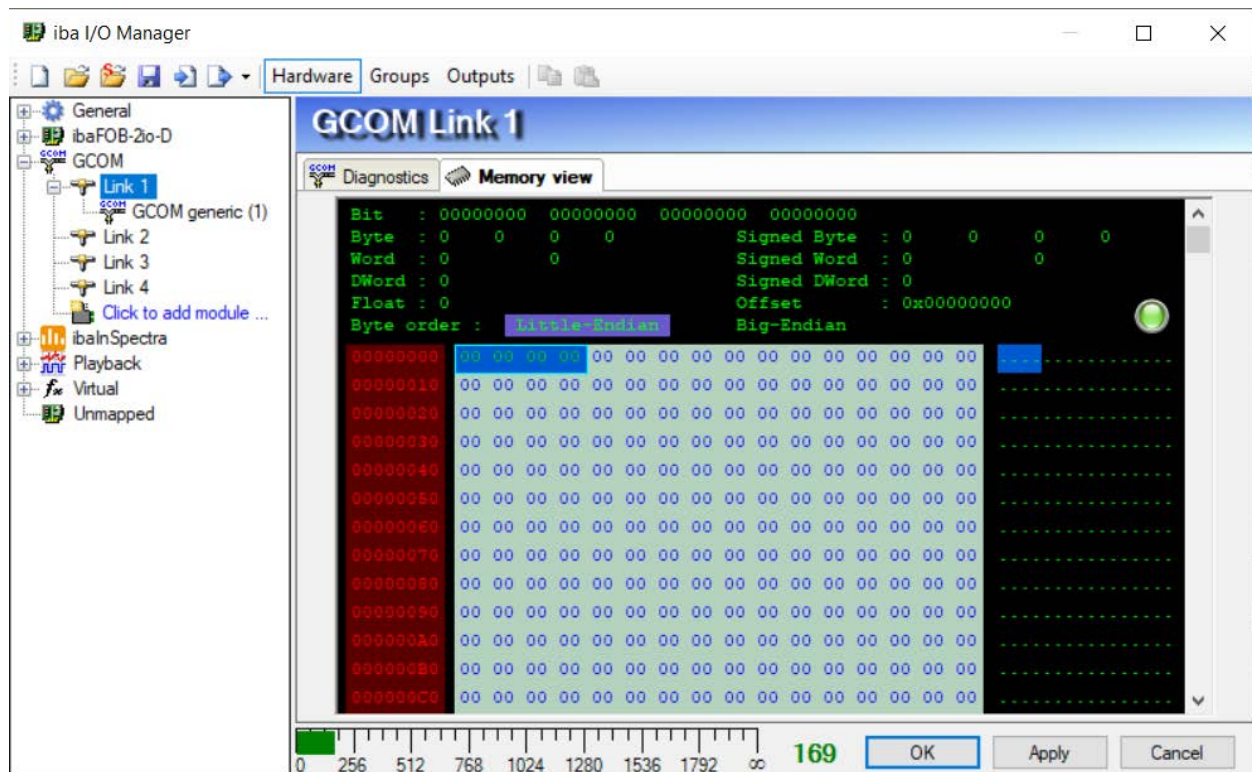 iba I/O Manager
Hardware Groups Outputs
General
ibaFOB-2io-D
GCOM
Link 1
GCOM generic (1)
Link 2
Link 3
Link 4
Click to add module ...
ibaInSpectra
Playback
Virtual
Unmapped
GCOM Link 1
Diagnostics Memory view
Bit : 00000000 00000000 00000000 00000000
Byte : 0 0 0 0 Signed Byte : 0 0 0 0
Word : 0 0 Signed Word : 0 0
DWord : 0 Signed DWord : 0
Float : 0 Offset : 0x00000000
Byte order : Little-Endian Big-Endian
00000000 00 00 00 00 00 00 00 00 00 00 00 00 00 00 00 00 ................
00000010 00 00 00 00 00 00 00 00 00 00 00 00 00 00 00 00 ................
00000020 00 00 00 00 00 00 00 00 00 00 00 00 00 00 00 00 ................
00000030 00 00 00 00 00 00 00 00 00 00 00 00 00 00 00 00 ................
00000040 00 00 00 00 00 00 00 00 00 00 00 00 00 00 00 00 ................
00000050 00 00 00 00 00 00 00 00 00 00 00 00 00 00 00 00 ................
00000060 00 00 00 00 00 00 00 00 00 00 00 00 00 00 00 00 ................
00000070 00 00 00 00 00 00 00 00 00 00 00 00 00 00 00 00 ................
00000080 00 00 00 00 00 00 00 00 00 00 00 00 00 00 00 00 ................
00000090 00 00 00 00 00 00 00 00 00 00 00 00 00 00 00 00 ................
000000A0 00 00 00 00 00 00 00 00 00 00 00 00 00 00 00 00 ................
000000B0 00 00 00 00 00 00 00 00 00 00 00 00 00 00 00 00 ................
000000C0 00 00 00 00 00 00 00 00 00 00 00 00 00 00 00 00 ................
0 256 512 768 1024 1280 1536 1792 ∞ 169 OK Apply Cancel